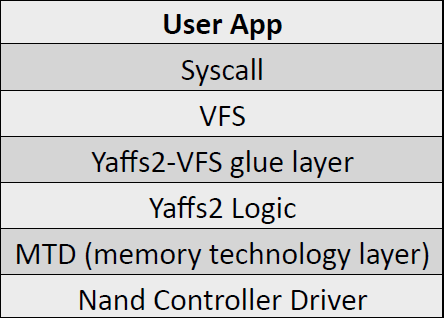 User App
Syscall
VFS
Yaffs2-VFS glue layer
Yaffs2 Logic
MTD (memory technology layer)
Nand Controller Driver